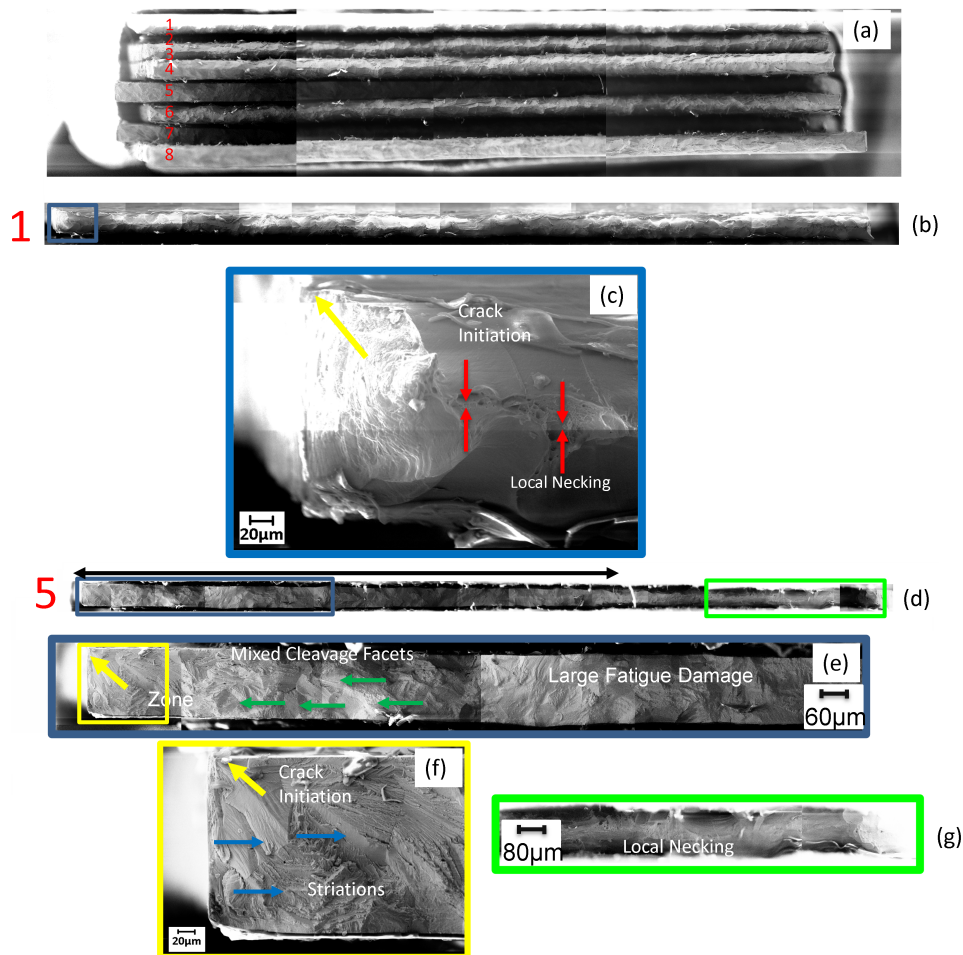 (a)
1
2
3
4
5
6
7
8
1
(b)
(c)
Crack
Initiation
Local Necking
20µm
5
(d)
(e)
Mixed Cleavage Facets
Large Fatigue Damage
Zone
60µm
(f)
Crack
Initiation
Striations
20µm
80µm
Local Necking
(g)